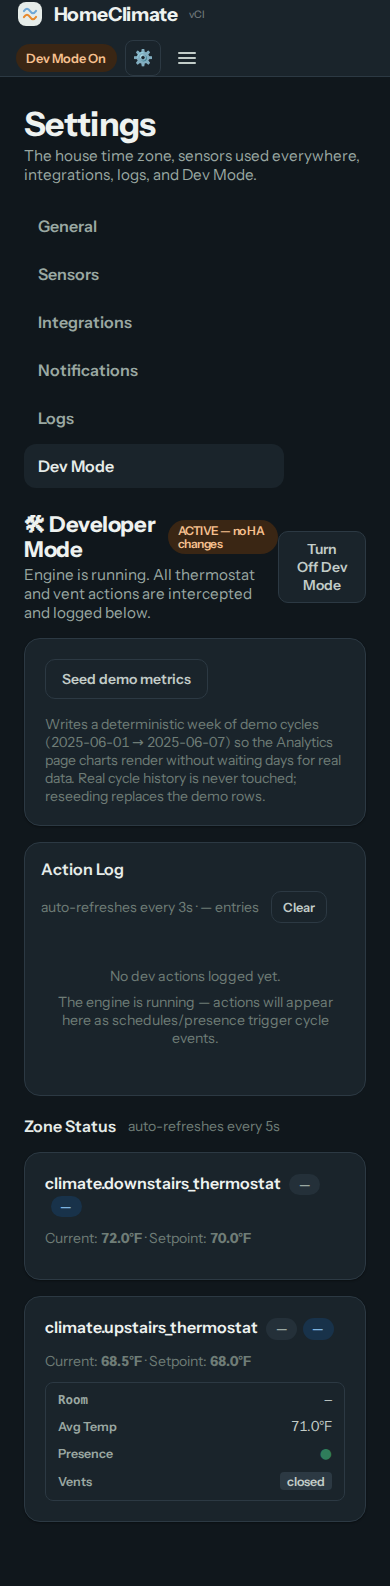 HomeClimate vCI
Dev Mode On
Settings
The house time zone, sensors used everywhere,
integrations, logs, and Dev Mode.
General
Sensors
Integrations
Notifications
Logs
Dev Mode
🛠 Developer
Mode
ACTIVE — no HA
changes
Engine is running. All thermostat
and vent actions are intercepted
and logged below.
Turn
Off Dev
Mode
Seed demo metrics
Writes a deterministic week of demo cycles
(2025-06-01 → 2025-06-07) so the Analytics
page charts render without waiting days for real
data. Real cycle history is never touched;
reseeding replaces the demo rows.
Action Log
auto-refreshes every 3s · — entries Clear
No dev actions logged yet.
The engine is running — actions will appear
here as schedules/presence trigger cycle
events.
Zone Status auto-refreshes every 5s
climate.downstairs_thermostat —
—
Current: 72.0°F · Setpoint: 70.0°F
climate.upstairs_thermostat — —
Current: 68.5°F · Setpoint: 68.0°F
Room –
Avg Temp 71.0°F
Presence
Vents closed